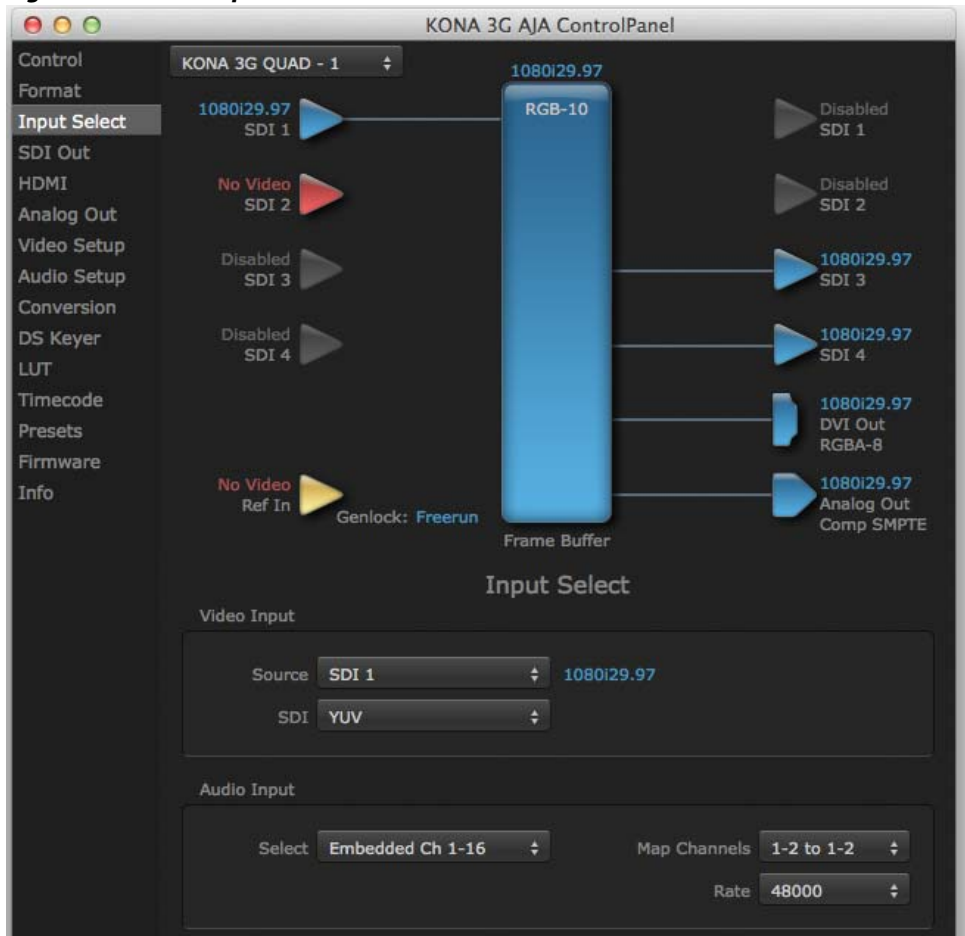 KONA 3G AJA ControlPanel
Control
Format
Input Select
SDI Out
HDMI
Analog Out
Video Setup
Audio Setup
Conversion
DS Keyer
LUT
Timecode
Presets
Firmware
Info
KONA 3G QUAD - 1
1080i29.97
RGB-10
1080i29.97
SDI 1
No Video
SDI 2
Disabled
SDI 3
Disabled
SDI 4
No Video
Ref In
Genlock: Freerun
Frame Buffer
Disabled
SDI 1
Disabled
SDI 2
1080i29.97
SDI 3
1080i29.97
SDI 4
1080i29.97
DVI Out
RGBA-8
1080i29.97
Analog Out
Comp SMPTE
Input Select
Video Input
Source SDI 1 1080i29.97
SDI YUV
Audio Input
Select Embedded Ch 1-16 Map Channels 1-2 to 1-2
Rate 48000